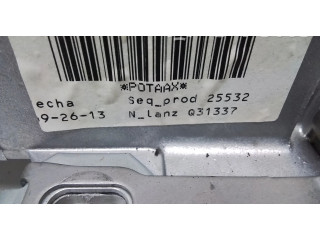 *POTAAX*
echa Seq_prod 25532
9-26-13 N_lanz Q31337